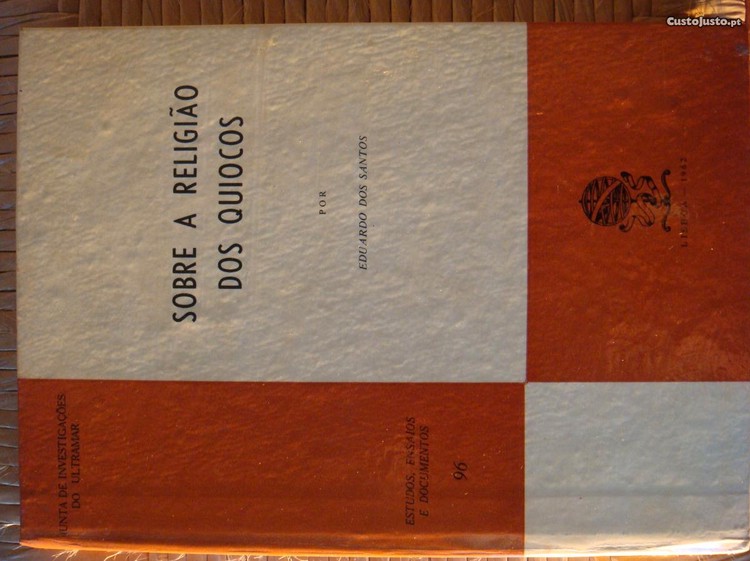 CustoJusto.pt
JUNTA DE INVESTIGAÇÕES
DO ULTRAMAR
SOBRE A RELIGIÃO
DOS QUIOCOS
POR
EDUARDO DOS SANTOS
ESTUDOS, ENSAIOS
E DOCUMENTOS
96
LISBOA - 1962